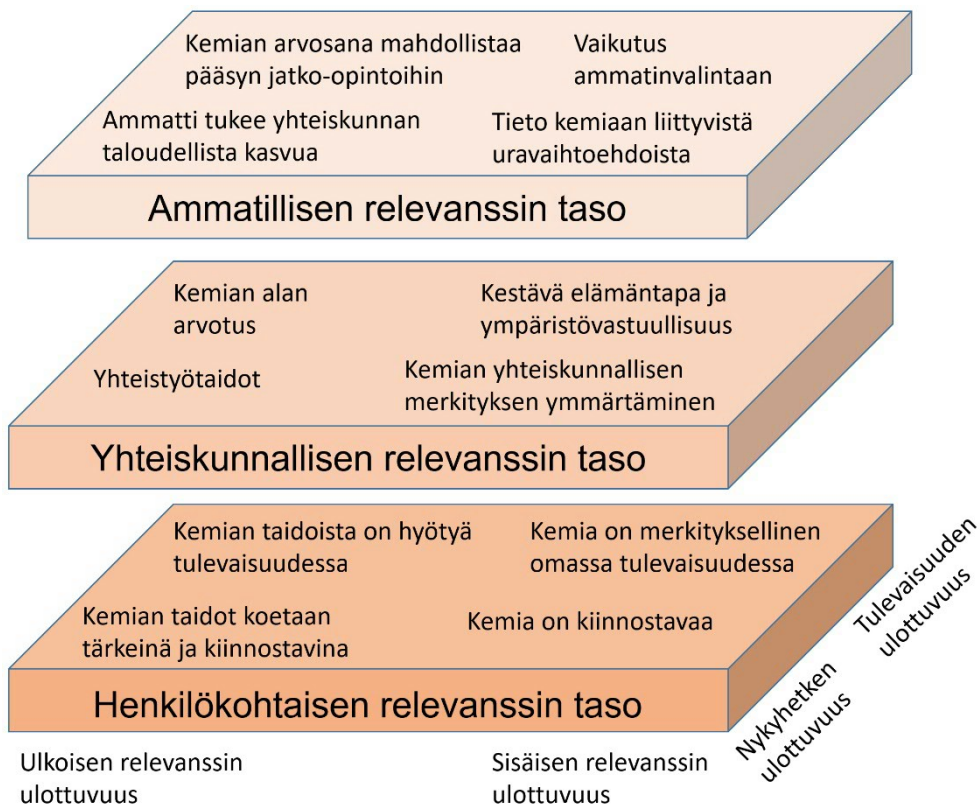 Kemian arvosana mahdollistaa
pääsyn jatko-opintoihin
Vaikutus
ammatinvalintaan
Ammatti tukee yhteiskunnan
taloudellista kasvua
Tieto kemiaan liittyvistä
uravaihtoehdoista
Ammatillisen relevanssin taso
Kemian alan
arvotus
Kestävä elämäntapa ja
ympäristövastuullisuus
Yhteistyötaidot
Kemian yhteiskunnallisen
merkityksen ymmärtäminen
Yhteiskunnallisen relevanssin taso
Kemian taidoista on hyötyä
tulevaisuudessa
Kemia on merkityksellinen
omassa tulevaisuudessa
Kemian taidot koetaan
tärkeinä ja kiinnostavina
Kemia on kiinnostavaa
Henkilökohtaisen relevanssin taso
Tulevaisuuden
ulottuvuus
Nykyhetken
ulottuvuus
Ulkoisen relevanssin
ulottuvuus
Sisäisen relevanssin
ulottuvuus